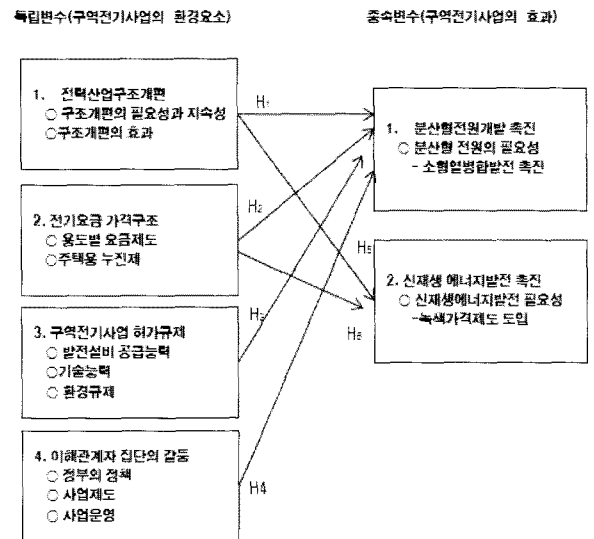 독립변수(구역전기사업의 환경요소)
종속변수(구역전기사업의 효과)
1. 전력산업구조개편
○ 구조개편의 필요성과 지속성
○구조개편의 효과
2. 전기요금 가격구조
○ 용도별 요금제도
○주택용 누진제
3. 구역전기사업 허가규제
○ 발전설비 공급능력
○기술능력
○ 환경규제
4. 이해관계자 집단의 갈등
○ 정부의 정책
○ 사업제도
○ 사업운영
H1
H2
H3
H4
H5
H6
1. 분산형전원개발 촉진
○ 분산형 전원의 필요성
- 소형열병합발전 촉진
2. 신재생 에너지발전 촉진
○ 신재생에너지발전 필요성
-녹색가격제도 도입